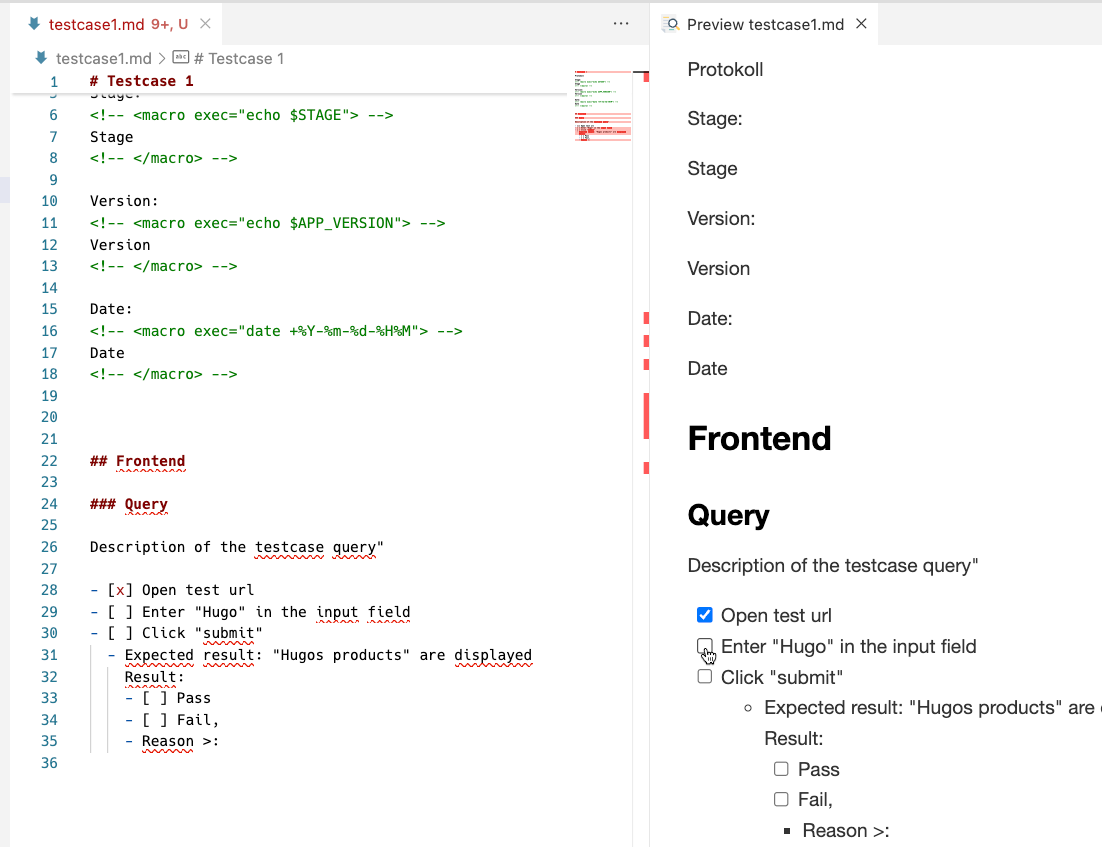 testcase1.md 9+, U
testcase1.md > # Testcase 1
1 # Testcase 1
5 Stage:
6 <!-- <macro exec="echo $STAGE"> -->
7 Stage
8 <!-- </macro> -->
9
10 Version:
11 <!-- <macro exec="echo $APP_VERSION"> -->
12 Version
13 <!-- </macro> -->
14
15 Date:
16 <!-- <macro exec="date +%Y-%m-%d-%H%M"> -->
17 Date
18 <!-- </macro> -->
19
20
21
22 ## Frontend
23
24 ### Query
25
26 Description of the testcase query"
27
28 - [x] Open test url
29 - [ ] Enter "Hugo" in the input field
30 - [ ] Click "submit"
31 - Expected result: "Hugos products" are displayed
32 Result:
33 - [ ] Pass
34 - [ ] Fail,
35 - Reason >:
36
Preview testcase1.md
Protokoll
Stage:
Stage
Version:
Version
Date:
Date
Frontend
Query
Description of the testcase query"
Open test url
Enter "Hugo" in the input field
Click "submit"
Expected result: "Hugos products" are
Result:
Pass
Fail,
Reason >: